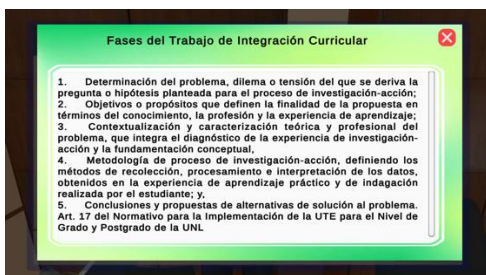 Fases del Trabajo de Integración Curricular
1. Determinación del problema, dilema o tensión del que se deriva la
pregunta o hipótesis planteada para el proceso de investigación-acción;
2. Objetivos o propósitos que definen la finalidad de la propuesta en
términos del conocimiento, la profesión y la experiencia de aprendizaje;
3. Contextualización y caracterización teórica y profesional del
problema, que integra el diagnóstico de la experiencia de investigación-
acción y la fundamentación conceptual,
4. Metodología de proceso de investigación-acción, definiendo los
métodos de recolección, procesamiento e interpretación de los datos,
obtenidos en la experiencia de aprendizaje práctico y de indagación
realizada por el estudiante; y,
5. Conclusiones y propuestas de alternativas de solución al problema.
Art. 17 del Normativo para la Implementación de la UTE para el Nivel de
Grado y Postgrado de la UNL